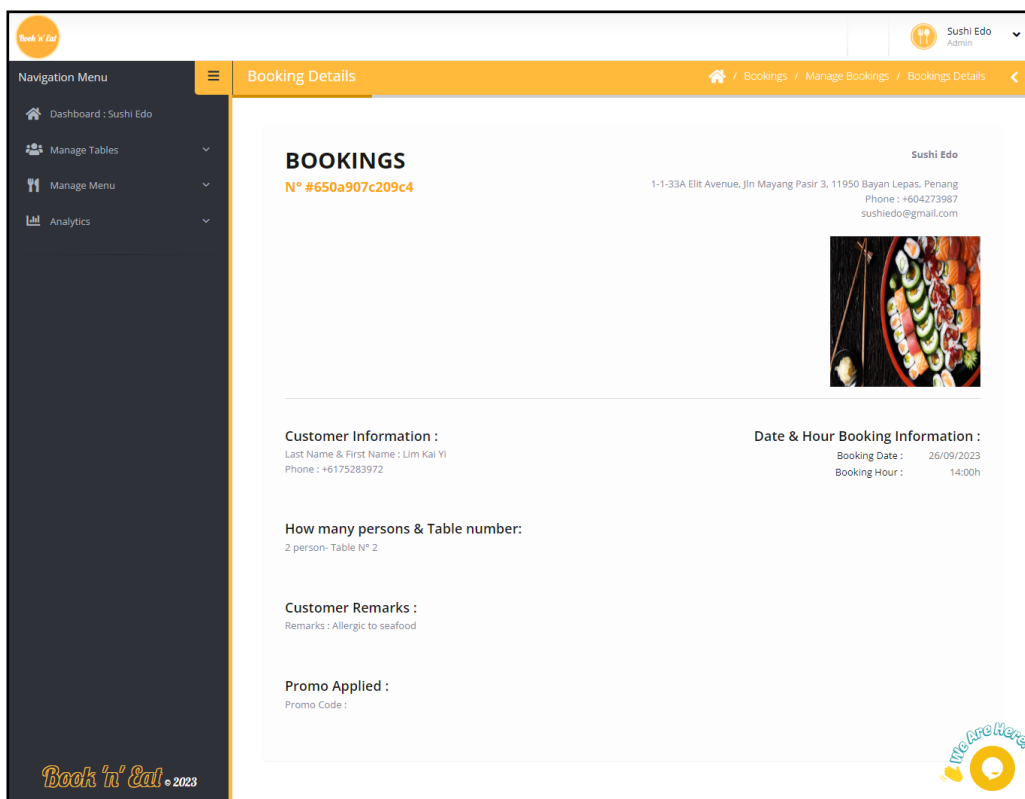 Book 'n' Eat
Sushi Edo
Admin
Navigation Menu
Booking Details
/ Bookings / Manage Bookings / Bookings Details
Dashboard : Sushi Edo
Manage Tables
Manage Menu
Analytics
BOOKINGS
N° #650a907c209c4
Sushi Edo
1-1-33A Elit Avenue, Jln Mayang Pasir 3, 11950 Bayan Lepas, Penang
Phone : +604273987
sushiedo@gmail.com
Customer Information :
Last Name & First Name : Lim Kai Yi
Phone : +6175283972
Date & Hour Booking Information :
Booking Date : 26/09/2023
Booking Hour : 14:00h
How many persons & Table number:
2 person- Table N° 2
Customer Remarks :
Remarks : Allergic to seafood
Promo Applied :
Promo Code :
We Are Here
Book 'n' Eat © 2023